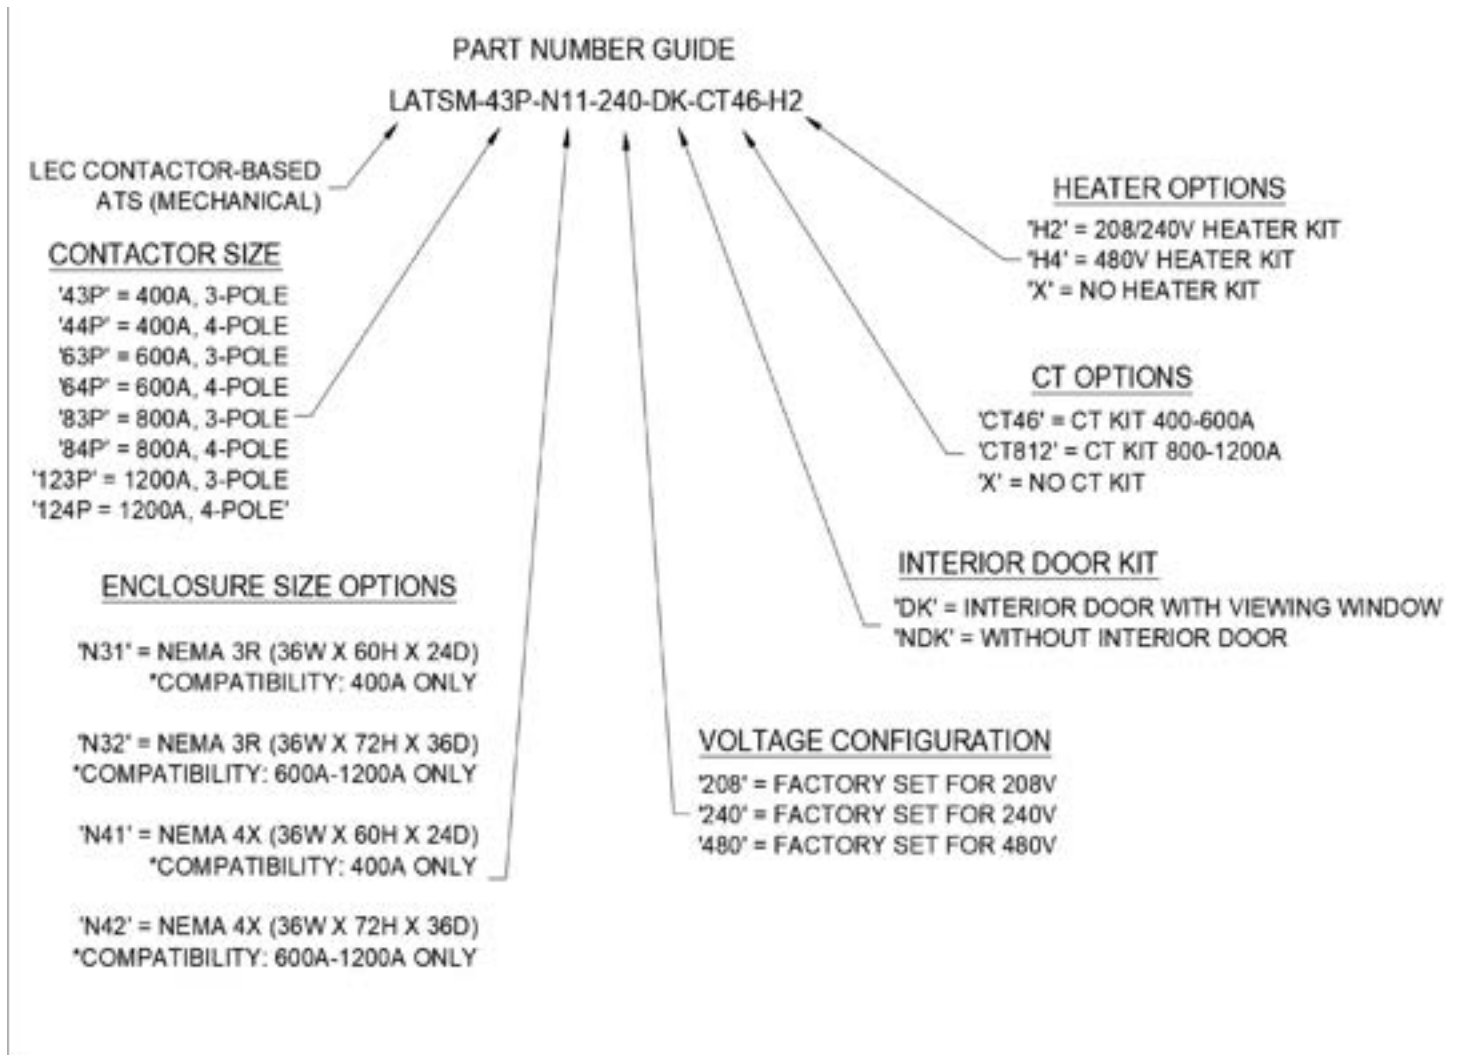 PART NUMBER GUIDE
LATSM-43P-N11-240-DK-CT46-H2
LEC CONTACTOR-BASED
ATS (MECHANICAL)
CONTACTOR SIZE
'43P' = 400A, 3-POLE
'44P' = 400A, 4-POLE
'63P' = 600A, 3-POLE
'64P' = 600A, 4-POLE
'83P' = 800A, 3-POLE
'84P' = 800A, 4-POLE
'123P' = 1200A, 3-POLE
'124P = 1200A, 4-POLE'
ENCLOSURE SIZE OPTIONS
'N31' = NEMA 3R (36W X 60H X 24D)
*COMPATIBILITY: 400A ONLY
'N32' = NEMA 3R (36W X 72H X 36D)
*COMPATIBILITY: 600A-1200A ONLY
'N41' = NEMA 4X (36W X 60H X 24D)
*COMPATIBILITY: 400A ONLY
'N42' = NEMA 4X (36W X 72H X 36D)
*COMPATIBILITY: 600A-1200A ONLY
HEATER OPTIONS
'H2' = 208/240V HEATER KIT
'H4' = 480V HEATER KIT
'X' = NO HEATER KIT
CT OPTIONS
'CT46' = CT KIT 400-600A
'CT812' = CT KIT 800-1200A
'X' = NO CT KIT
INTERIOR DOOR KIT
'DK' = INTERIOR DOOR WITH VIEWING WINDOW
'NDK' = WITHOUT INTERIOR DOOR
VOLTAGE CONFIGURATION
'208' = FACTORY SET FOR 208V
'240' = FACTORY SET FOR 240V
'480' = FACTORY SET FOR 480V